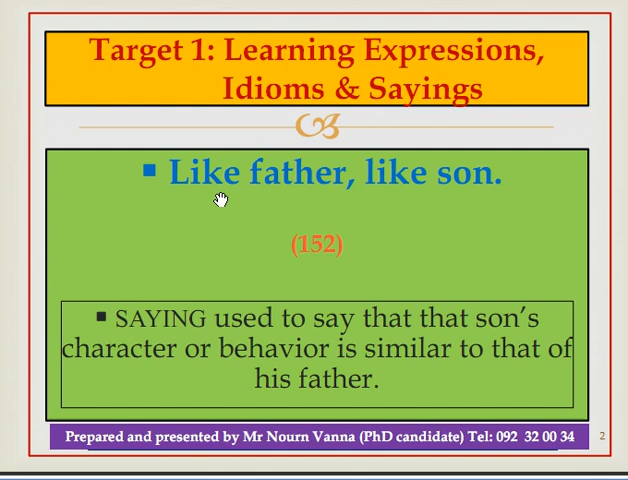 Target 1: Learning Expressions,
Idioms & Sayings
▪ Like father, like son.
(152)
▪ SAYING used to say that that son’s
character or behavior is similar to that of
his father.
Prepared and presented by Mr Nourn Vanna (PhD candidate) Tel: 092 32 00 34
2